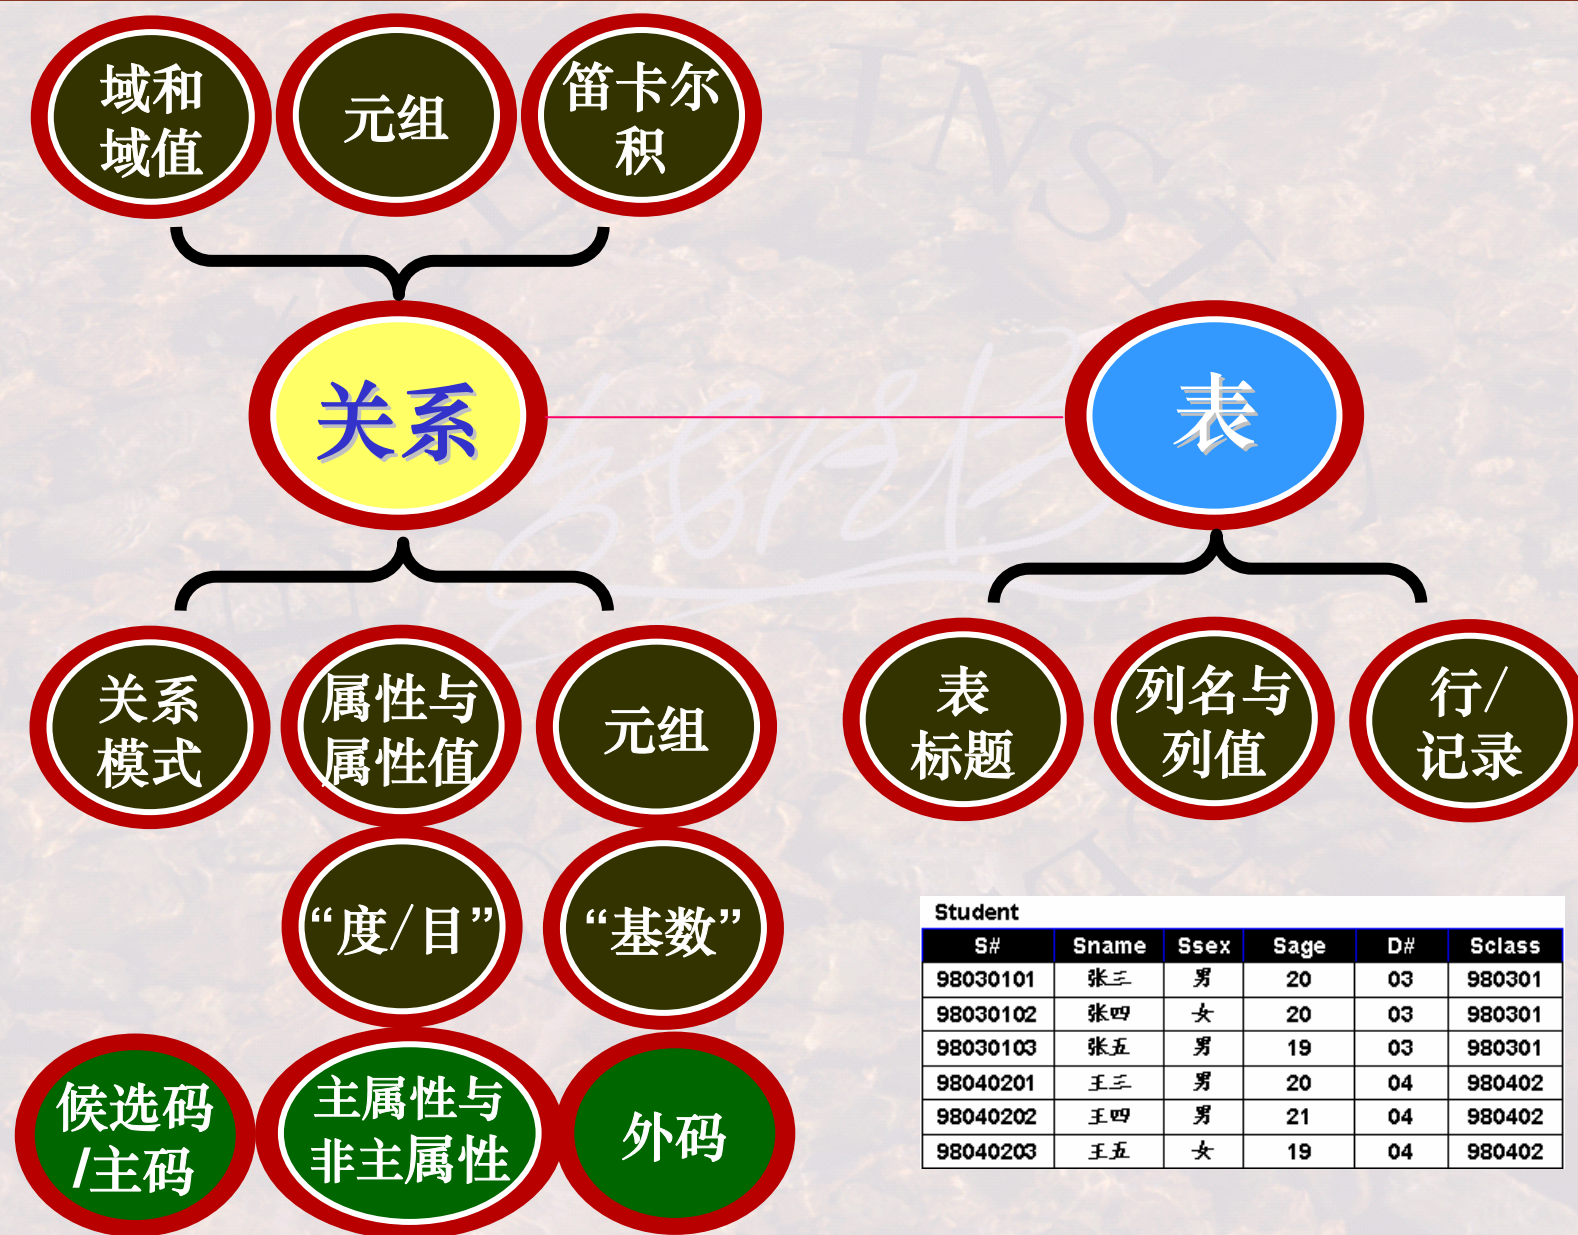 域和
域值
元组
笛卡尔
积
关系
表
关系
模式
属性与
属性值
元组
表
标题
列名与
列值
行/
记录
“度/目”
“基数”
候选码
/主码
主属性与
非主属性
外码
Student
S# Sname Ssex Sage D# Sclass
98030101 张三 男 20 03 980301
98030102 张四 女 20 03 980301
98030103 张五 男 19 03 980301
98040201 王三 男 20 04 980402
98040202 王四 男 21 04 980402
98040203 王五 女 19 04 980402